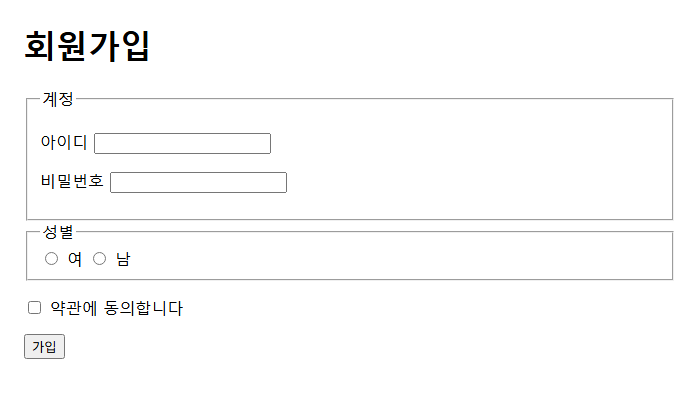 회원가입
계정
아이디
비밀번호
성별
여 남
약관에 동의합니다
가입